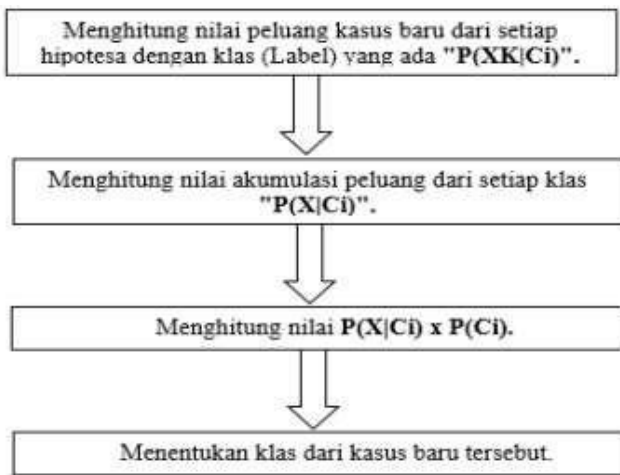 Menghitung nilai peluang kasus baru dari setiap
hipotesa dengan klas (Label) yang ada "P(XK|Ci)".
Menghitung nilai akumulasi peluang dari setiap klas
"P(X|Ci)".
Menghitung nilai P(X|Ci) x P(Ci).
Menentukan klas dari kasus baru tersebut.